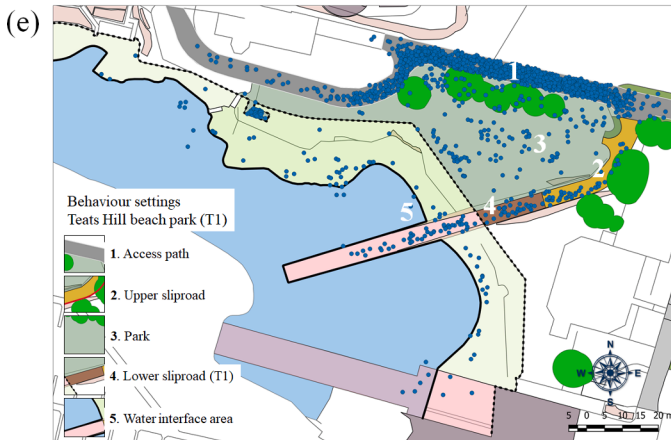 (e)
1
3
2
5
4
Behaviour settings
Teats Hill beach park (T1)
1. Access path
2. Upper sliproad
3. Park
4. Lower sliproad (T1)
5. Water interface area
N
W E
S
5 0 5 10 15 20 m